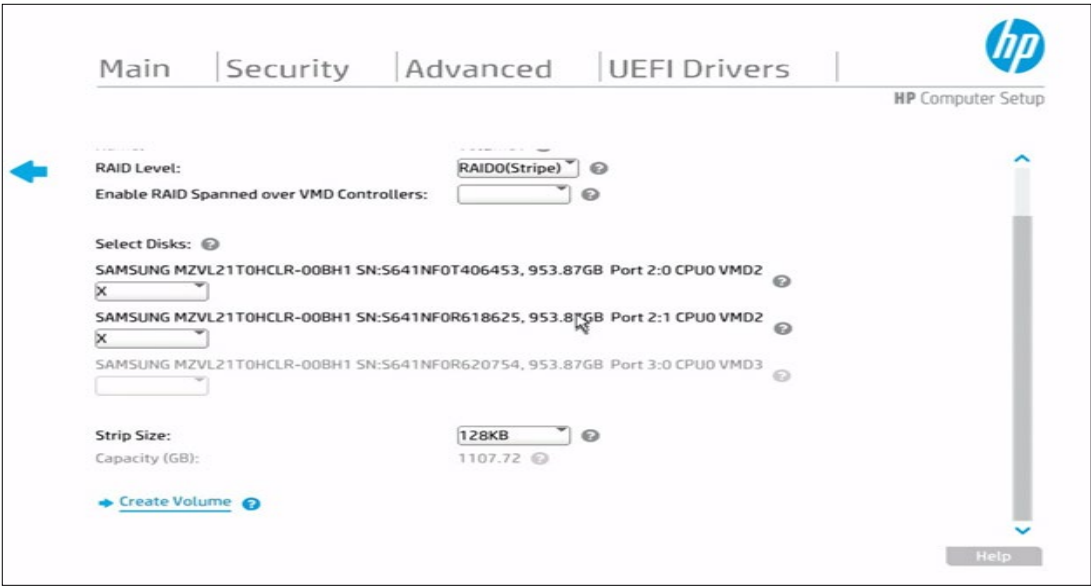 hp
Main Security Advanced UEFI Drivers
HP Computer Setup
RAID Level: RAID0(Stripe)
Enable RAID Spanned over VMD Controllers:
Select Disks:
SAMSUNG MZVL21T0HCLR-00BH1 SN:S641NF0T406453, 953.87GB Port 2:0 CPU0 VMD2
X
SAMSUNG MZVL21T0HCLR-00BH1 SN:S641NF0R618625, 953.87GB Port 2:1 CPU0 VMD2
X
SAMSUNG MZVL21T0HCLR-00BH1 SN:S641NF0R620754, 953.87GB Port 3:0 CPU0 VMD3
Strip Size: 128KB
Capacity (GB): 1107.72
Create Volume
Help